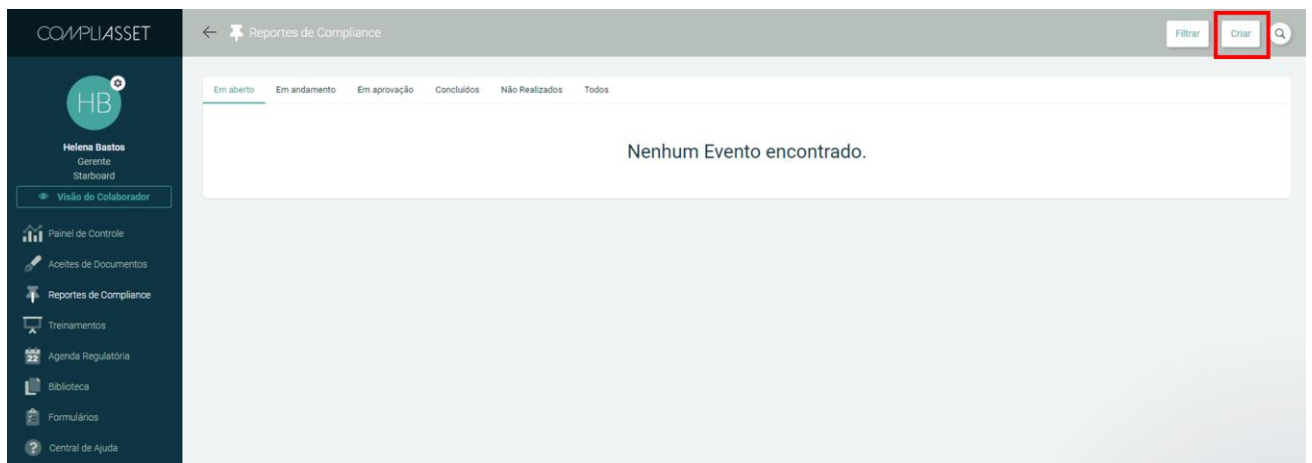 COMPLIASSET
Reportes de Compliance
Filtrar
Criar
HB
Helena Bastos
Gerente
Starboard
Visão do Colaborador
Painel de Controle
Aceites de Documentos
Reportes de Compliance
Treinamentos
22
Agenda Regulatória
Biblioteca
Formulários
?
Central de Ajuda
Em aberto Em andamento Em aprovação Concluídos Não Realizados Todos
Nenhum Evento encontrado.